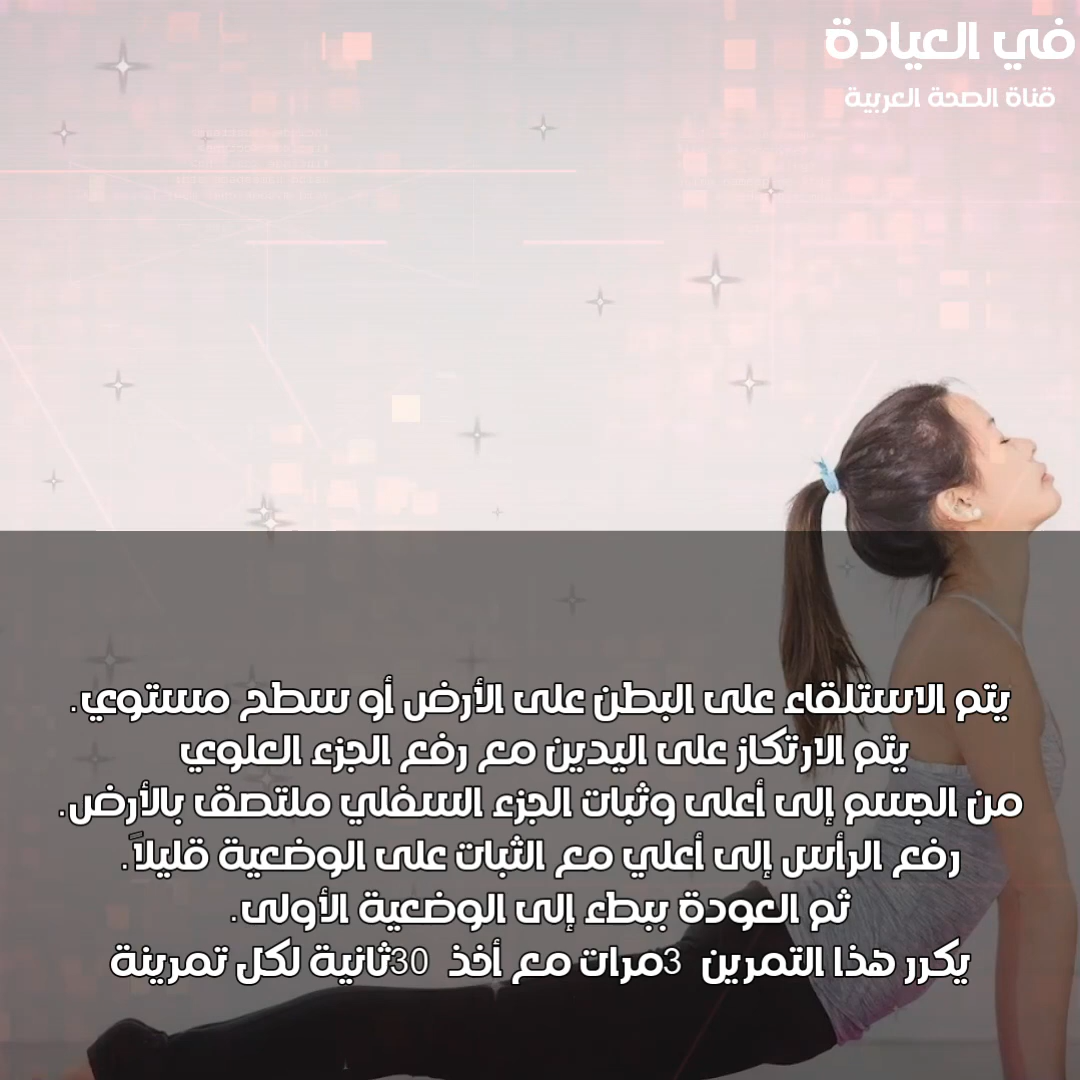 في العيادة
قناة الصحة العربية
يتم الاستلقاء على البطن على الأرض أو سطح مستوي.
يتم الارتكاز على اليدين مع رفع الجزء العلوي
من الجسم إلى أعلى وثبات الجزء السفلي ملتصق بالأرض.
رفع الرأس إلى أعلي مع الثبات على الوضعية قليلاً.
ثم العودة ببطء إلى الوضعية الأولى.
يكرر هذا التمرين 3مرات مع أخذ 30ثانية لكل تمرينة